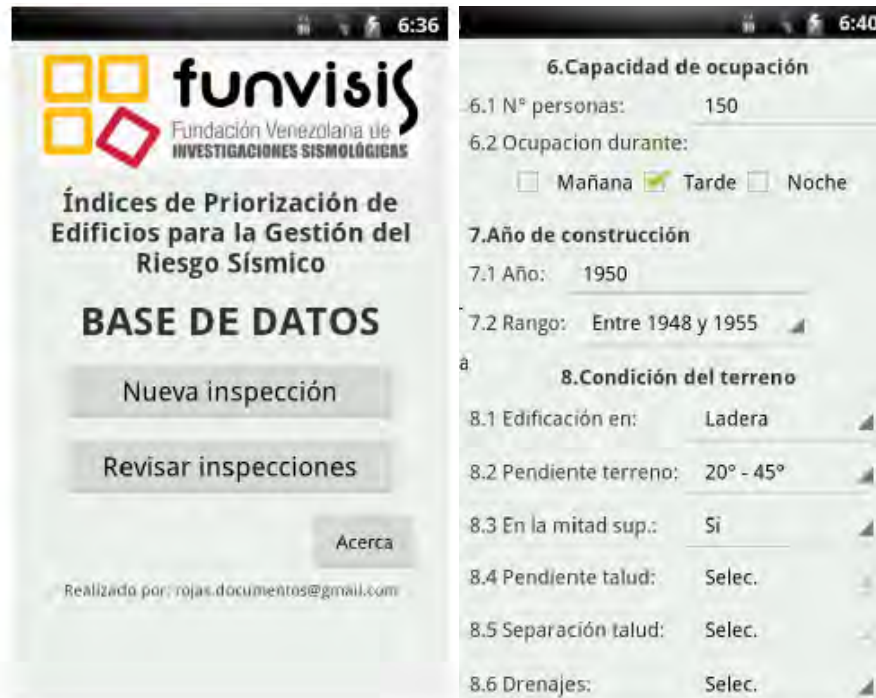 6:36
funvisis
Fundación Venezolana de
INVESTIGACIONES SISMOLÓGICAS
Índices de Priorización de
Edificios para la Gestión del
Riesgo Sísmico
BASE DE DATOS
Nueva inspección
Revisar inspecciones
Acerca
Realizado por: rojas.documentos@gmail.com
6:40
6.Capacidad de ocupación
6.1 N° personas: 150
6.2 Ocupacion durante:
Mañana Tarde Noche
7.Año de construcción
7.1 Año: 1950
7.2 Rango: Entre 1948 y 1955
a
8.Condición del terreno
8.1 Edificación en: Ladera
8.2 Pendiente terreno: 20° - 45°
8.3 En la mitad sup.: Si
8.4 Pendiente talud: Selec.
8.5 Separación talud: Selec.
8.6 Drenajes: Selec.